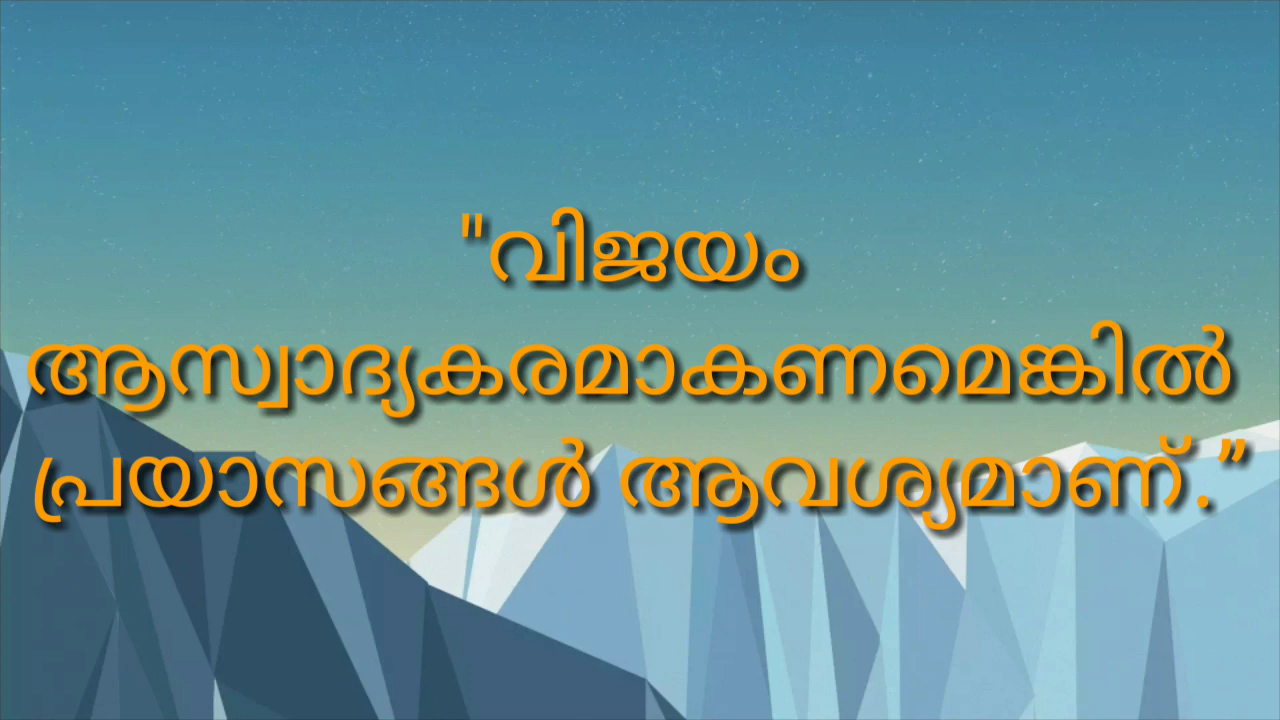 "വിജയം
ആസ്വാദ്യകരമാകണമെങ്കിൽ
പ്രയാസങ്ങൾ ആവശ്യമാണ്.”